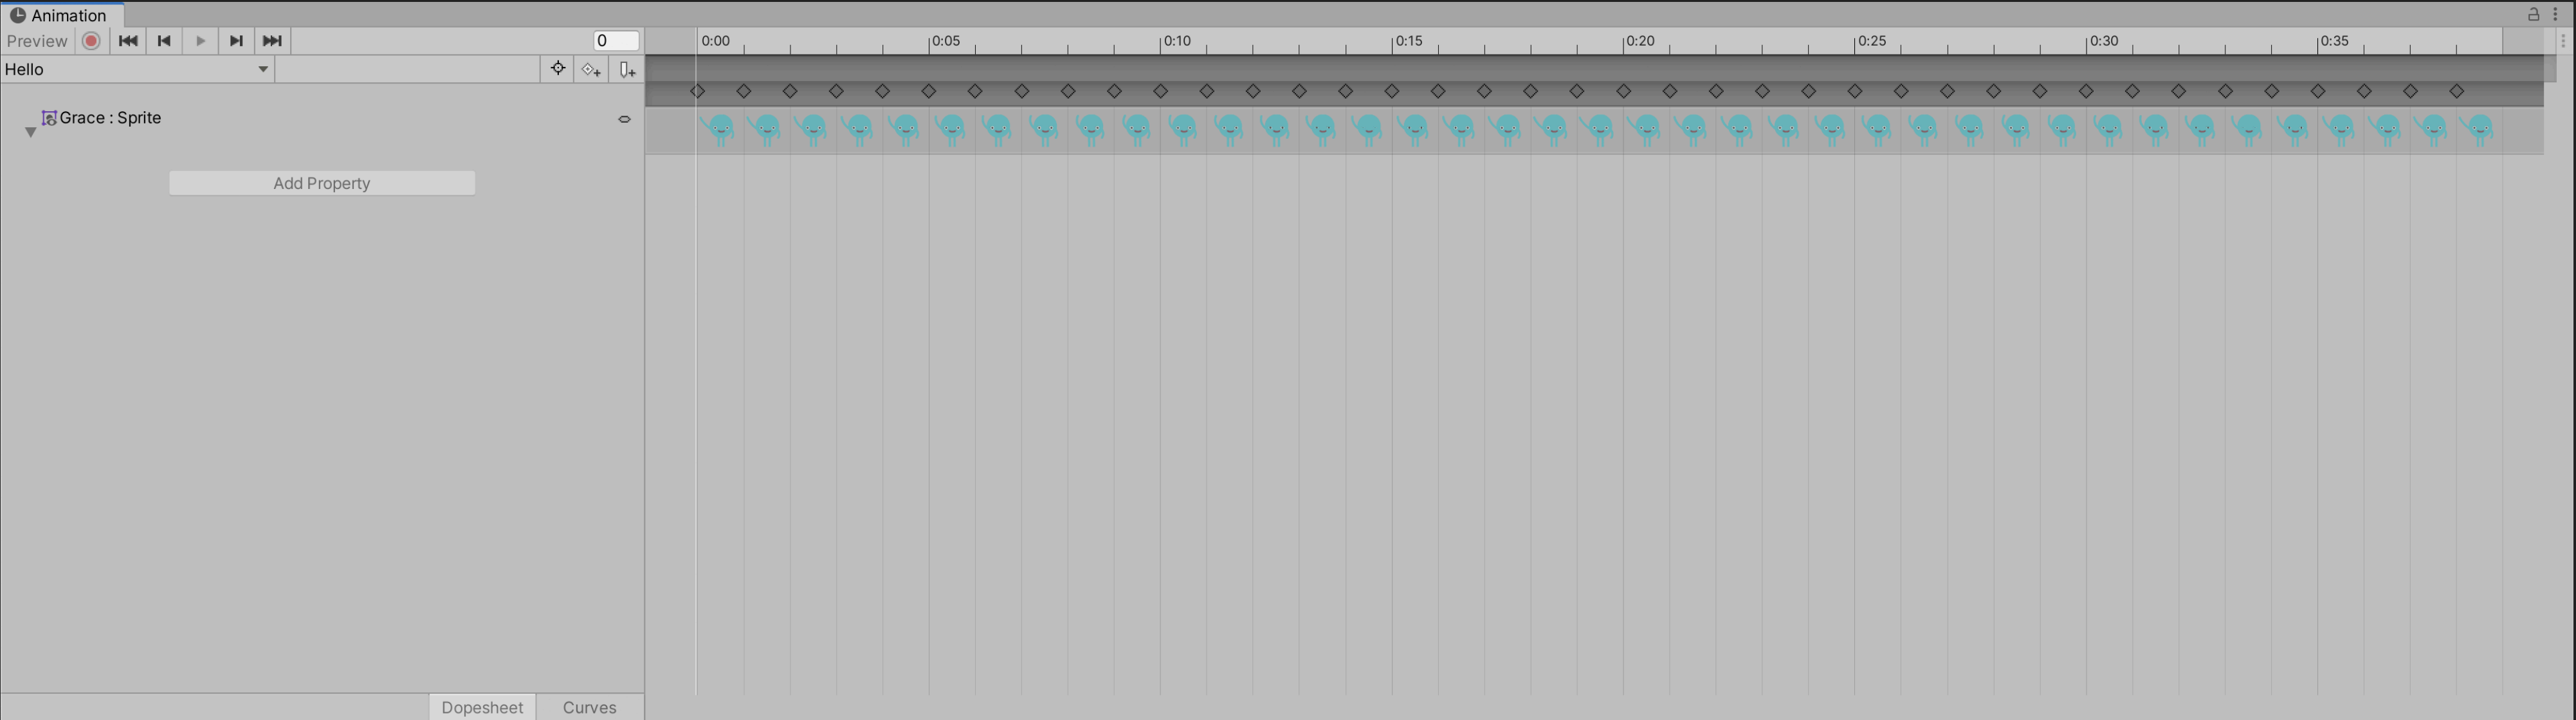 Animation
Preview 0 0:00 0:05 0:10 0:15 0:20 0:25 0:30 0:35
Hello
Grace : Sprite
Add Property
Dopesheet Curves